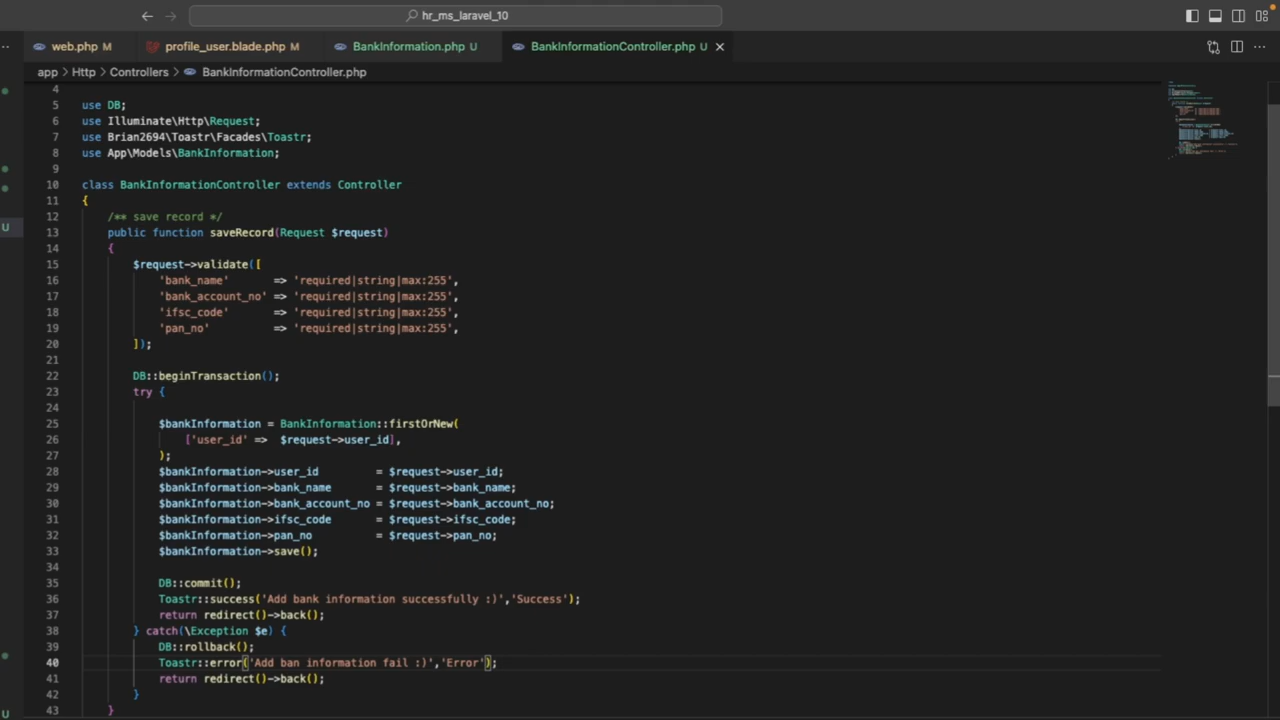 hr_ms_laravel_10
web.php M profile_user.blade.php M BankInformation.php U BankInformationController.php U
app > Http > Controllers > BankInformationController.php
4
5 use DB;
6 use Illuminate\Http\Request;
7 use Brian2694\Toastr\Facades\Toastr;
8 use App\Models\BankInformation;
9
10 class BankInformationController extends Controller
11 {
12 /** save record */
13 public function saveRecord(Request $request)
14 {
15 $request->validate([
16 'bank_name' => 'required|string|max:255',
17 'bank_account_no' => 'required|string|max:255',
18 'ifsc_code' => 'required|string|max:255',
19 'pan_no' => 'required|string|max:255',
20 ]);
21
22 DB::beginTransaction();
23 try {
24
25 $bankInformation = BankInformation::firstOrNew(
26 ['user_id' => $request->user_id],
27 );
28 $bankInformation->user_id = $request->user_id;
29 $bankInformation->bank_name = $request->bank_name;
30 $bankInformation->bank_account_no = $request->bank_account_no;
31 $bankInformation->ifsc_code = $request->ifsc_code;
32 $bankInformation->pan_no = $request->pan_no;
33 $bankInformation->save();
34
35 DB::commit();
36 Toastr::success('Add bank information successfully :)','Success');
37 return redirect()->back();
38 } catch(\Exception $e) {
39 DB::rollback();
40 Toastr::error('Add ban information fail :)','Error');
41 return redirect()->back();
42 }
43 }
U
U